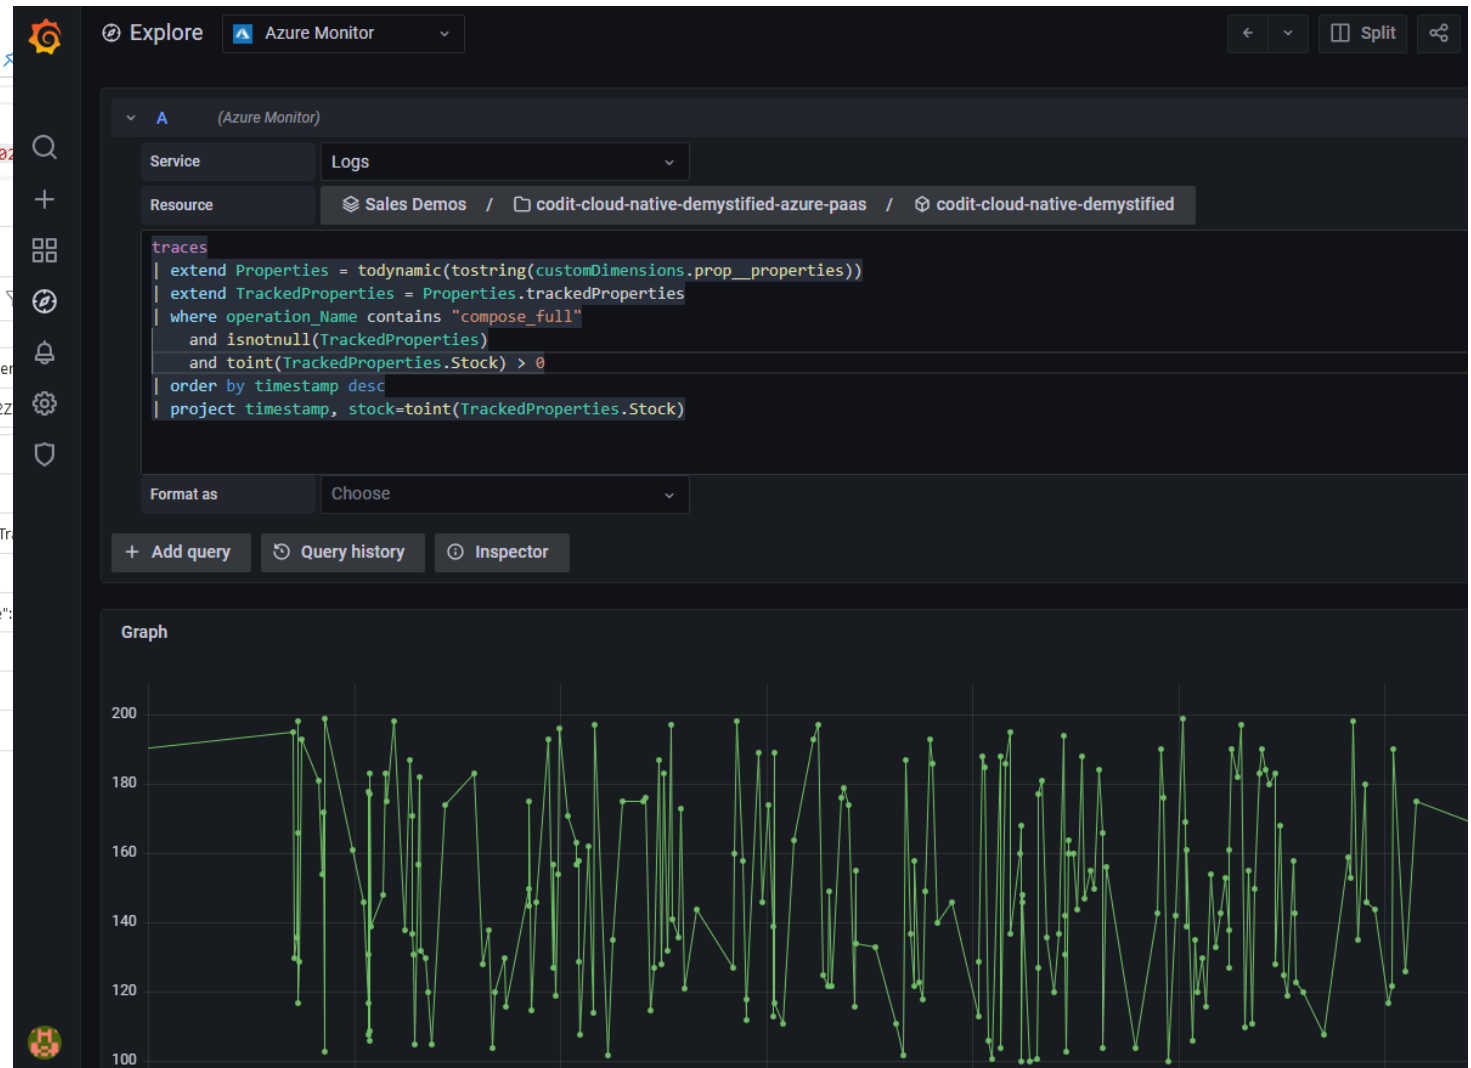 Explore
Azure Monitor
Split
A
(Azure Monitor)
Service
Logs
Resource
Sales Demos / codit-cloud-native-demystified-azure-paas / codit-cloud-native-demystified
traces
| extend Properties = todynamic(tostring(customDimensions.prop__properties))
| extend TrackedProperties = Properties.trackedProperties
| where operation_Name contains "compose_full"
and isnotnull(TrackedProperties)
and toint(TrackedProperties.Stock) > 0
| order by timestamp desc
| project timestamp, stock=toint(TrackedProperties.Stock)
Format as
Choose
+ Add query
Query history
Inspector
Graph
200
180
160
140
120
100